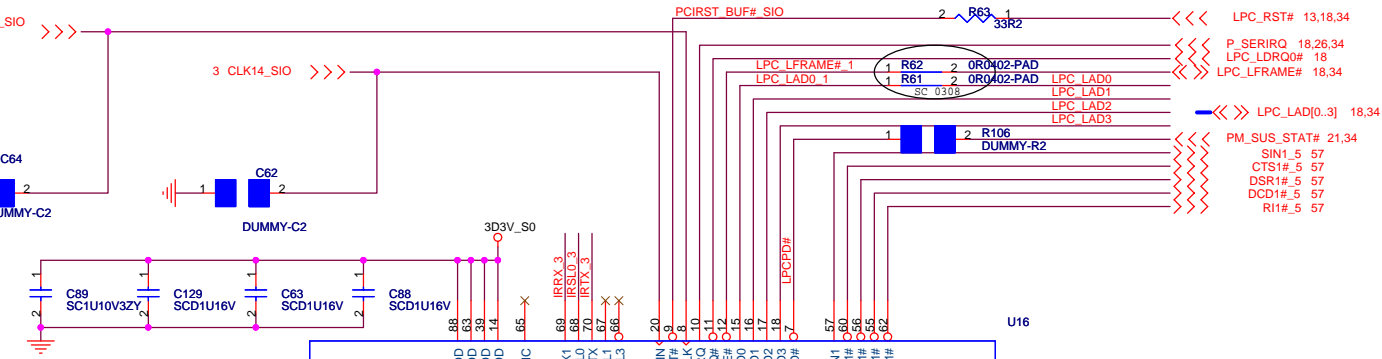 PCIRST_BUF#_SIO 2 R63 1 33R2 LPC_RST# 13,18,34
_SIO
P_SERIRQ 18,26,34
LPC_LDRQ0# 18
3 CLK14_SIO LPC_LFRAME#_1 1 R62 2 0R0402-PAD LPC_LFRAME# 18,34
LPC_LAD0_1 1 R61 2 0R0402-PAD LPC_LAD0
SC 0308 LPC_LAD1
LPC_LAD2 LPC_LAD[0..3] 18,34
LPC_LAD3
1 2 R106 PM_SUS_STAT# 21,34
DUMMY-R2
SIN1_5 57
CTS1#_5 57
DSR1#_5 57
DCD1#_5 57
RI1#_5 57
C64 2
UMMY-C2
1 C62 2
DUMMY-C2
3D3V_S0
IRRX_3
IRSL0_3
IRTX_3
LPCPD#
1 C89 2
SC1U10V3ZY
1 C129 2
SCD1U16V
1 C63 2
SCD1U16V
1 C88 2
SCD1U16V
U16
88 63 39 14 65 69 68 70 67 66 20 9 8 10 11 12 15 16 17 18 7 57 60 56 55 62